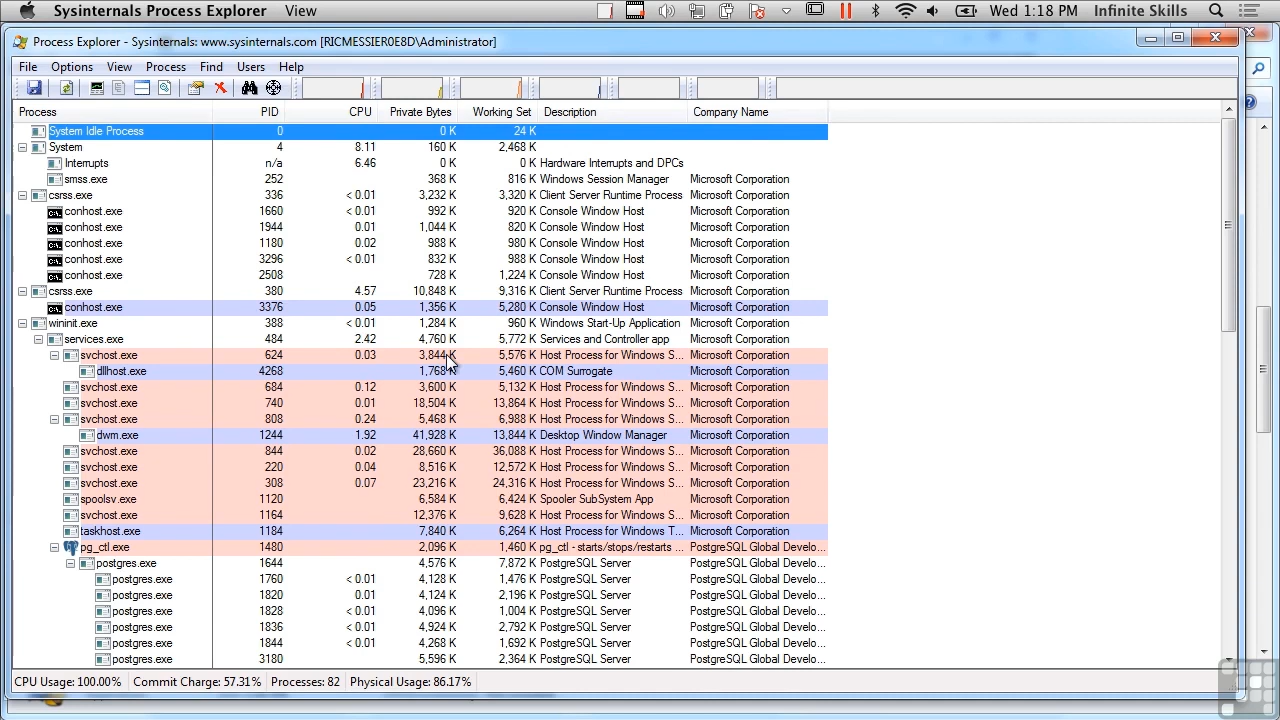 Sysinternals Process Explorer View Wed 1:18 PM Infinite Skills
Process Explorer - Sysinternals: www.sysinternals.com [RICMESSIER0E8D\Administrator]
File Options View Process Find Users Help
Process PID CPU Private Bytes Working Set Description Company Name
System Idle Process 0 0 K 24 K
System 4 8.11 160 K 2,468 K
Interrupts n/a 6.46 0 K 0 K Hardware Interrupts and DPCs
smss.exe 252 368 K 816 K Windows Session Manager Microsoft Corporation
csrss.exe 336 < 0.01 3,232 K 3,320 K Client Server Runtime Process Microsoft Corporation
conhost.exe 1660 < 0.01 992 K 920 K Console Window Host Microsoft Corporation
conhost.exe 1944 0.01 1,044 K 820 K Console Window Host Microsoft Corporation
conhost.exe 1180 0.02 988 K 980 K Console Window Host Microsoft Corporation
conhost.exe 3296 < 0.01 832 K 988 K Console Window Host Microsoft Corporation
conhost.exe 2508 728 K 1,224 K Console Window Host Microsoft Corporation
csrss.exe 380 4.57 10,848 K 9,316 K Client Server Runtime Process Microsoft Corporation
conhost.exe 3376 0.05 1,356 K 5,280 K Console Window Host Microsoft Corporation
wininit.exe 388 < 0.01 1,284 K 960 K Windows Start-Up Application Microsoft Corporation
services.exe 484 2.42 4,760 K 5,772 K Services and Controller app Microsoft Corporation
svchost.exe 624 0.03 3,844 K 5,576 K Host Process for Windows S... Microsoft Corporation
dllhost.exe 4268 1,768 K 5,460 K COM Surrogate Microsoft Corporation
svchost.exe 684 0.12 3,600 K 5,132 K Host Process for Windows S... Microsoft Corporation
svchost.exe 740 0.01 18,504 K 13,864 K Host Process for Windows S... Microsoft Corporation
svchost.exe 808 0.24 5,468 K 6,988 K Host Process for Windows S... Microsoft Corporation
dwm.exe 1244 1.92 41,928 K 13,844 K Desktop Window Manager Microsoft Corporation
svchost.exe 844 0.02 28,660 K 36,088 K Host Process for Windows S... Microsoft Corporation
svchost.exe 220 0.04 8,516 K 12,572 K Host Process for Windows S... Microsoft Corporation
svchost.exe 308 0.07 23,216 K 24,316 K Host Process for Windows S... Microsoft Corporation
spoolsv.exe 1120 6,584 K 6,424 K Spooler SubSystem App Microsoft Corporation
svchost.exe 1164 12,376 K 9,628 K Host Process for Windows S... Microsoft Corporation
taskhost.exe 1184 7,840 K 6,264 K Host Process for Windows T... Microsoft Corporation
pg_ctl.exe 1480 2,096 K 1,460 K pg_ctl - starts/stops/restarts ... PostgreSQL Global Develo...
postgres.exe 1644 4,576 K 7,872 K PostgreSQL Server PostgreSQL Global Develo...
postgres.exe 1760 < 0.01 4,128 K 1,476 K PostgreSQL Server PostgreSQL Global Develo...
postgres.exe 1820 0.01 4,124 K 2,196 K PostgreSQL Server PostgreSQL Global Develo...
postgres.exe 1828 < 0.01 4,096 K 1,004 K PostgreSQL Server PostgreSQL Global Develo...
postgres.exe 1836 < 0.01 4,924 K 2,792 K PostgreSQL Server PostgreSQL Global Develo...
postgres.exe 1844 < 0.01 4,268 K 1,692 K PostgreSQL Server PostgreSQL Global Develo...
postgres.exe 3180 5,596 K 2,364 K PostgreSQL Server PostgreSQL Global Develo...
CPU Usage: 100.00% Commit Charge: 57.31% Processes: 82 Physical Usage: 86.17%